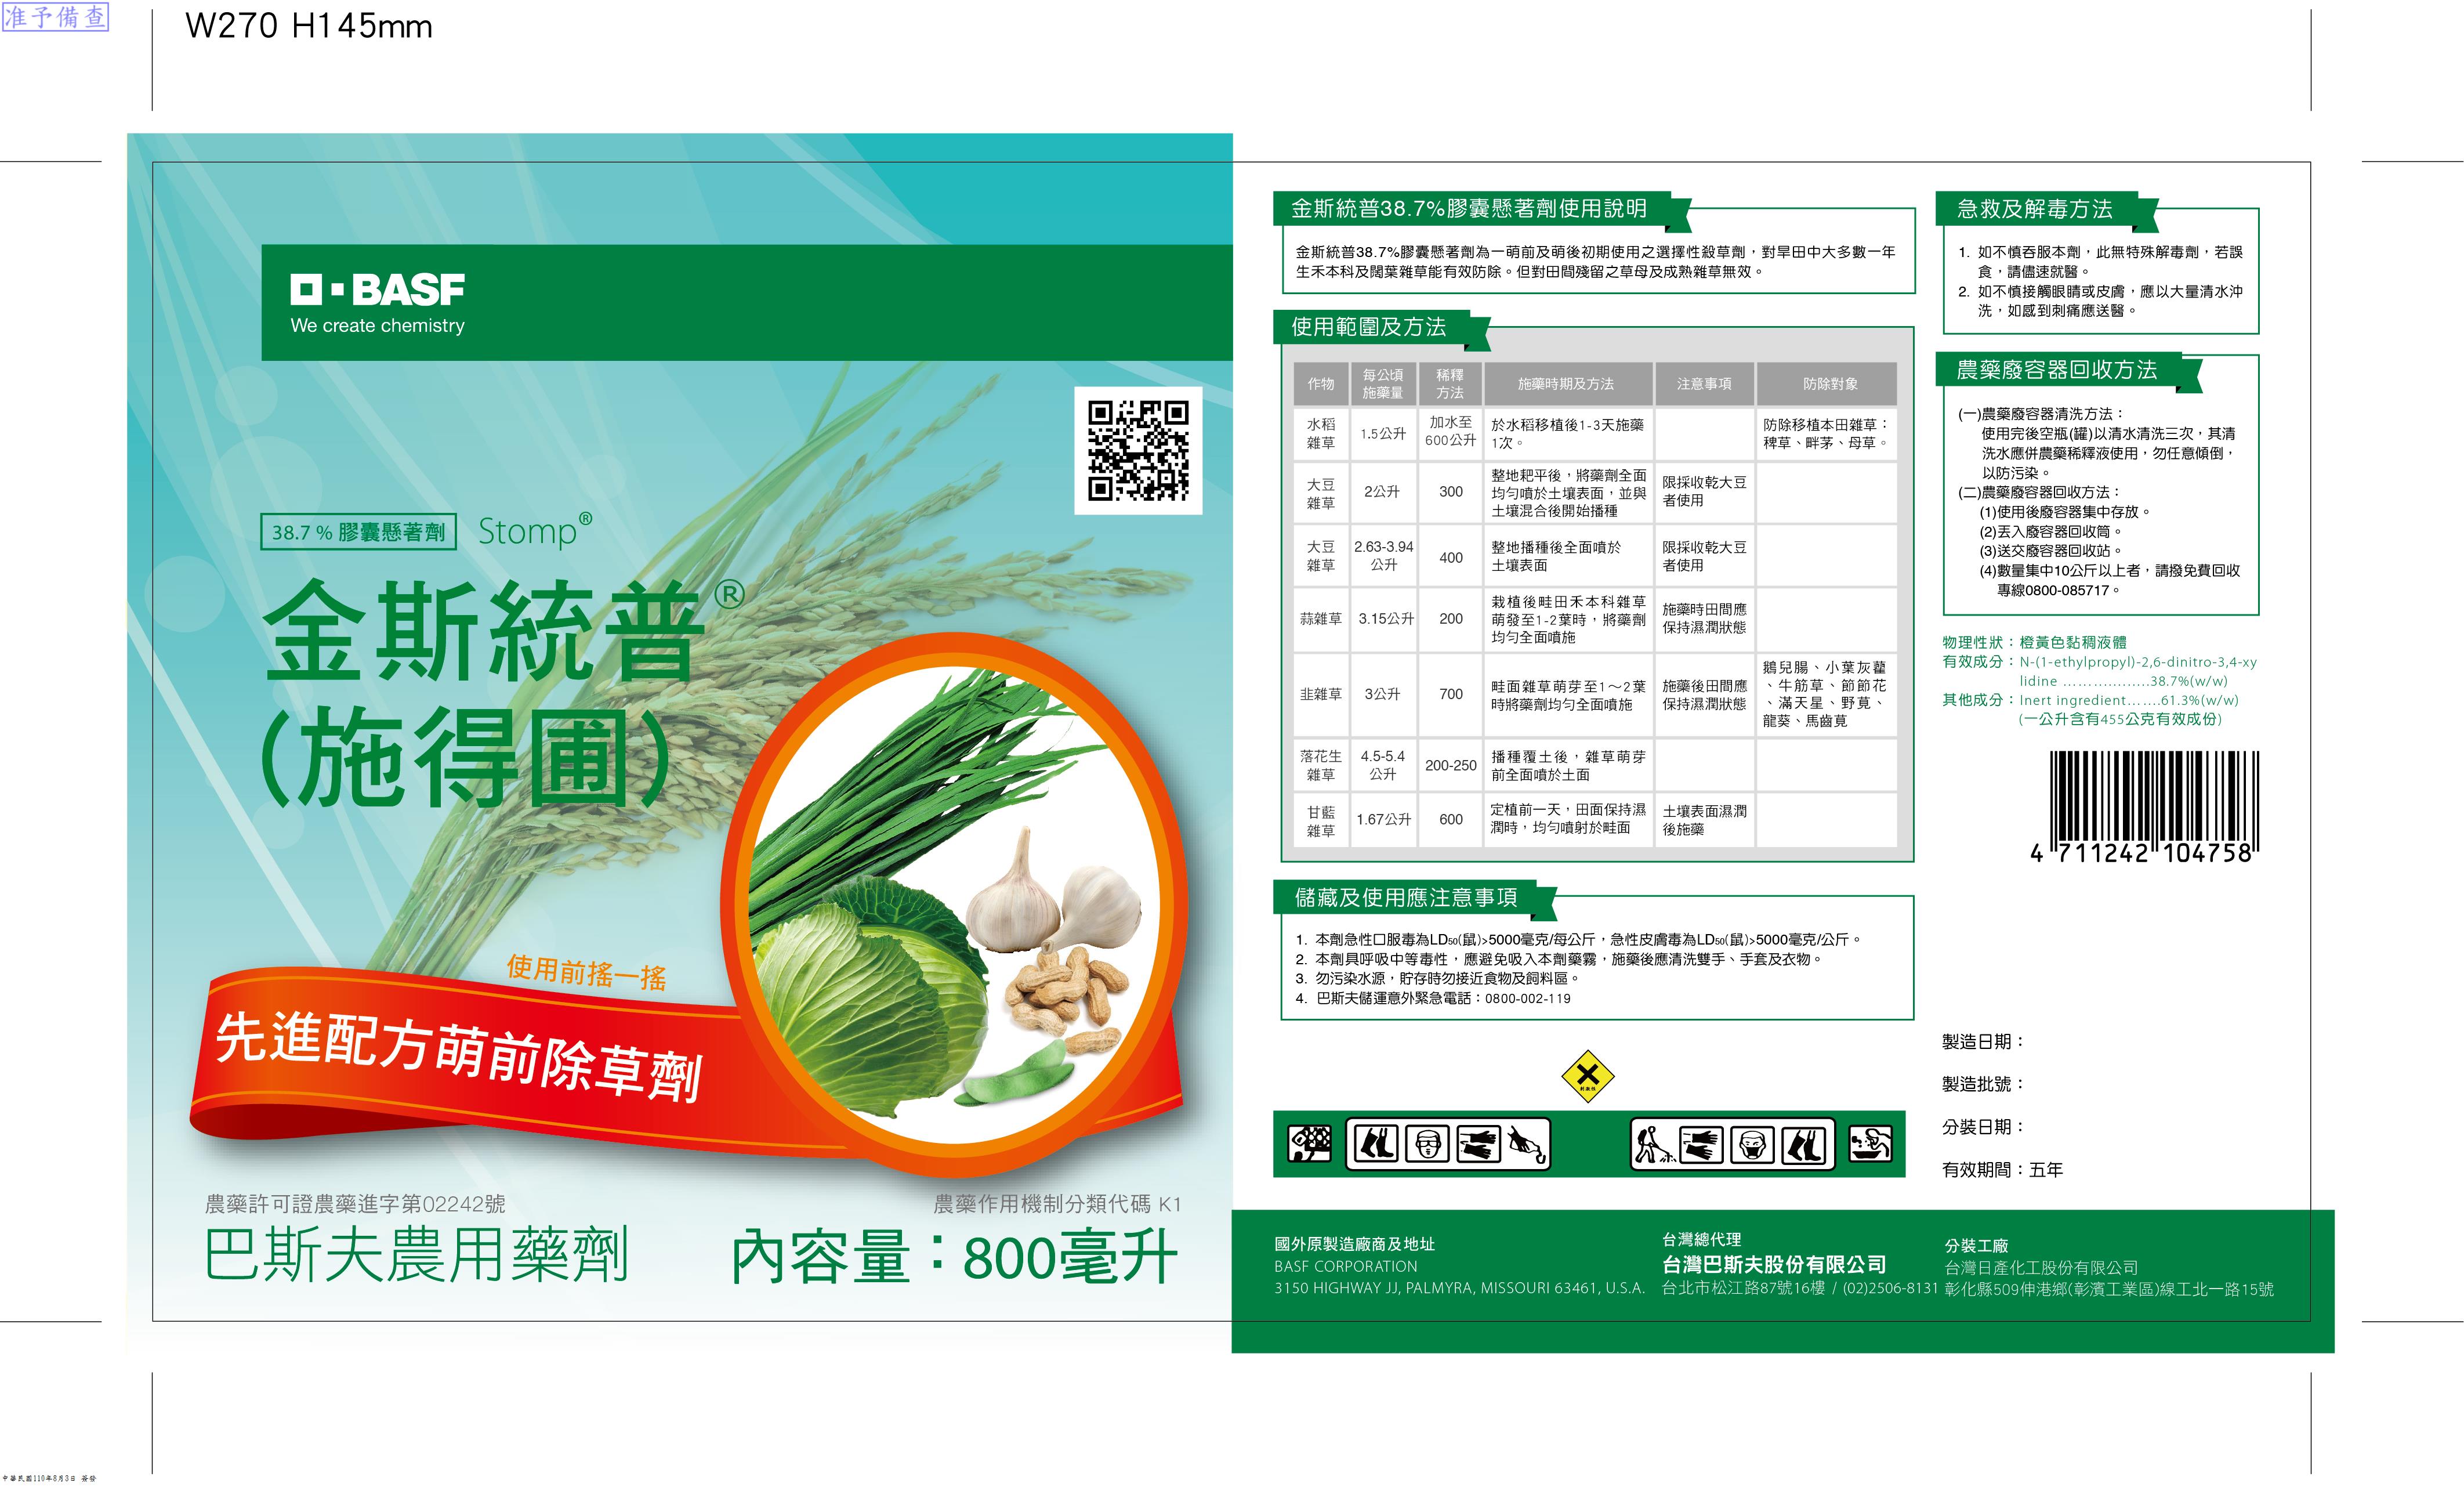 准予備查
W270 H145mm
BASF
We create chemistry
38.7 % 膠囊懸著劑
Stomp®
金斯統普®
(施得圃)
使用前搖一搖
先進配方萌前除草劑
農藥許可證農藥進字第02242號
農藥作用機制分類代碼 K1
巴斯夫農用藥劑
內容量：800毫升
金斯統普38.7%膠囊懸著劑使用說明
金斯統普38.7%膠囊懸著劑為一萌前及萌後初期使用之選擇性殺草劑，對旱田中大多數一年
生禾本科及闊葉雜草能有效防除。但對田間殘留之草母及成熟雜草無效。
使用範圍及方法
作物 每公頃施藥量 稀釋方法 施藥時期及方法 注意事項 防除對象
水稻雜草 1.5公升 加水至600公升 於水稻移植後1-3天施藥1次。 防除移植本田雜草：稗草、畔茅、母草。
大豆雜草 2公升 300 整地耙平後，將藥劑全面均勻噴於土壤表面，並與土壤混合後開始播種 限採收乾大豆者使用
大豆雜草 2.63-3.94公升 400 整地播種後全面噴於土壤表面 限採收乾大豆者使用
蒜雜草 3.15公升 200 栽植後畦田禾本科雜草萌發至1-2葉時，將藥劑均勻全面噴施 施藥時田間應保持濕潤狀態
韭雜草 3公升 700 畦面雜草萌芽至1～2葉時將藥劑均勻全面噴施 施藥後田間應保持濕潤狀態 鵝兒腸、小葉灰藋、牛筋草、節節花、滿天星、野莧、龍葵、馬齒莧
落花生雜草 4.5-5.4公升 200-250 播種覆土後，雜草萌芽前全面噴於土面
甘藍雜草 1.67公升 600 定植前一天，田面保持濕潤時，均勻噴射於畦面 土壤表面濕潤後施藥
儲藏及使用應注意事項
1. 本劑急性口服毒為LD50(鼠)>5000毫克/每公斤，急性皮膚毒為LD50(鼠)>5000毫克/公斤。
2. 本劑具呼吸中等毒性，應避免吸入本劑藥霧，施藥後應清洗雙手、手套及衣物。
3. 勿污染水源，貯存時勿接近食物及飼料區。
4. 巴斯夫儲運意外緊急電話：0800-002-119
急救及解毒方法
1. 如不慎吞服本劑，此無特殊解毒劑，若誤
食，請儘速就醫。
2. 如不慎接觸眼睛或皮膚，應以大量清水沖
洗，如感到刺痛應送醫。
農藥廢容器回收方法
(一)農藥廢容器清洗方法：
使用完後空瓶(罐)以清水清洗三次，其清
洗水應併農藥稀釋液使用，勿任意傾倒，
以防污染。
(二)農藥廢容器回收方法：
(1)使用後廢容器集中存放。
(2)丟入廢容器回收筒。
(3)送交廢容器回收站。
(4)數量集中10公斤以上者，請撥免費回收
專線0800-085717。
物理性狀：橙黃色黏稠液體
有效成分：N-(1-ethylpropyl)-2,6-dinitro-3,4-xy
lidine .................38.7%(w/w)
其他成分：Inert ingredient.......61.3%(w/w)
(一公升含有455公克有效成份)
4 711242 104758
製造日期：
製造批號：
分裝日期：
有效期間：五年
國外原製造廠商及地址
BASF CORPORATION
3150 HIGHWAY JJ, PALMYRA, MISSOURI 63461, U.S.A.
台灣總代理
台灣巴斯夫股份有限公司
台北市松江路87號16樓 / (02)2506-8131
分裝工廠
台灣日產化工股份有限公司
彰化縣509伸港鄉(彰濱工業區)線工北一路15號
中華民國110年8月3日 簽發